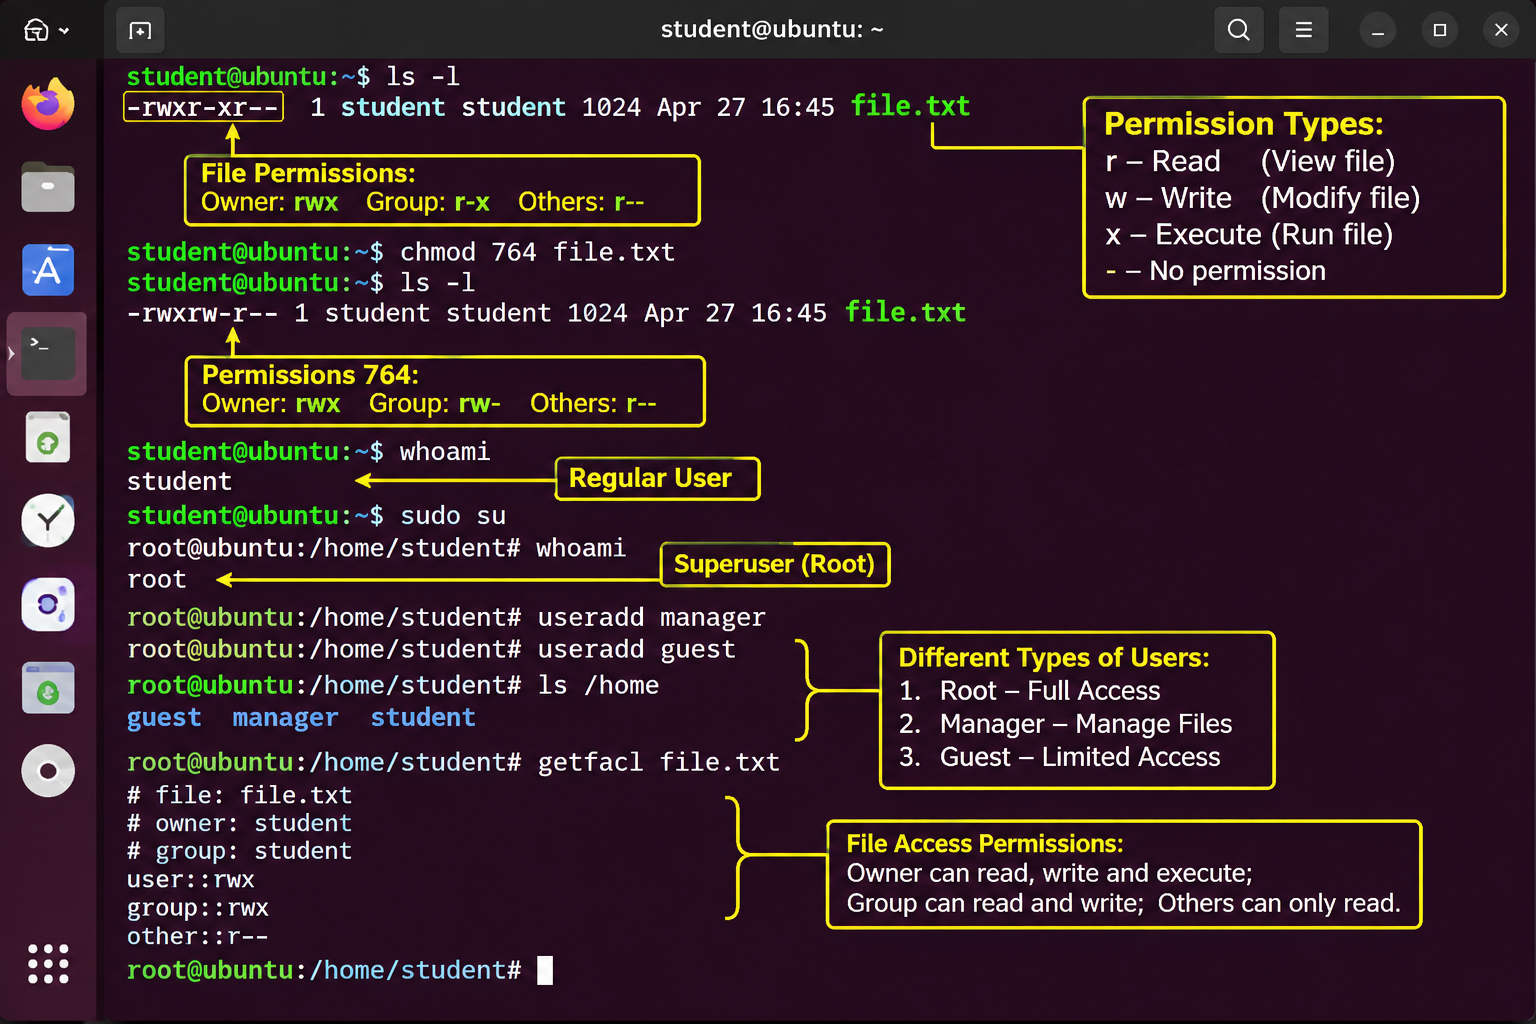 student@ubuntu: ~
student@ubuntu:~$ ls -l
-rwxr-xr-- 1 student student 1024 Apr 27 16:45 file.txt
File Permissions:
Owner: rwx Group: r-x Others: r--
Permission Types:
r – Read (View file)
w – Write (Modify file)
x – Execute (Run file)
- – No permission
student@ubuntu:~$ chmod 764 file.txt
student@ubuntu:~$ ls -l
-rwxrw-r-- 1 student student 1024 Apr 27 16:45 file.txt
Permissions 764:
Owner: rwx Group: rw- Others: r--
student@ubuntu:~$ whoami
student
Regular User
student@ubuntu:~$ sudo su
root@ubuntu:/home/student# whoami
root
Superuser (Root)
root@ubuntu:/home/student# useradd manager
root@ubuntu:/home/student# useradd guest
root@ubuntu:/home/student# ls /home
guest manager student
Different Types of Users:
1. Root – Full Access
2. Manager – Manage Files
3. Guest – Limited Access
root@ubuntu:/home/student# getfacl file.txt
# file: file.txt
# owner: student
# group: student
user::rwx
group::rwx
other::r--
File Access Permissions:
Owner can read, write and execute;
Group can read and write; Others can only read.
root@ubuntu:/home/student#